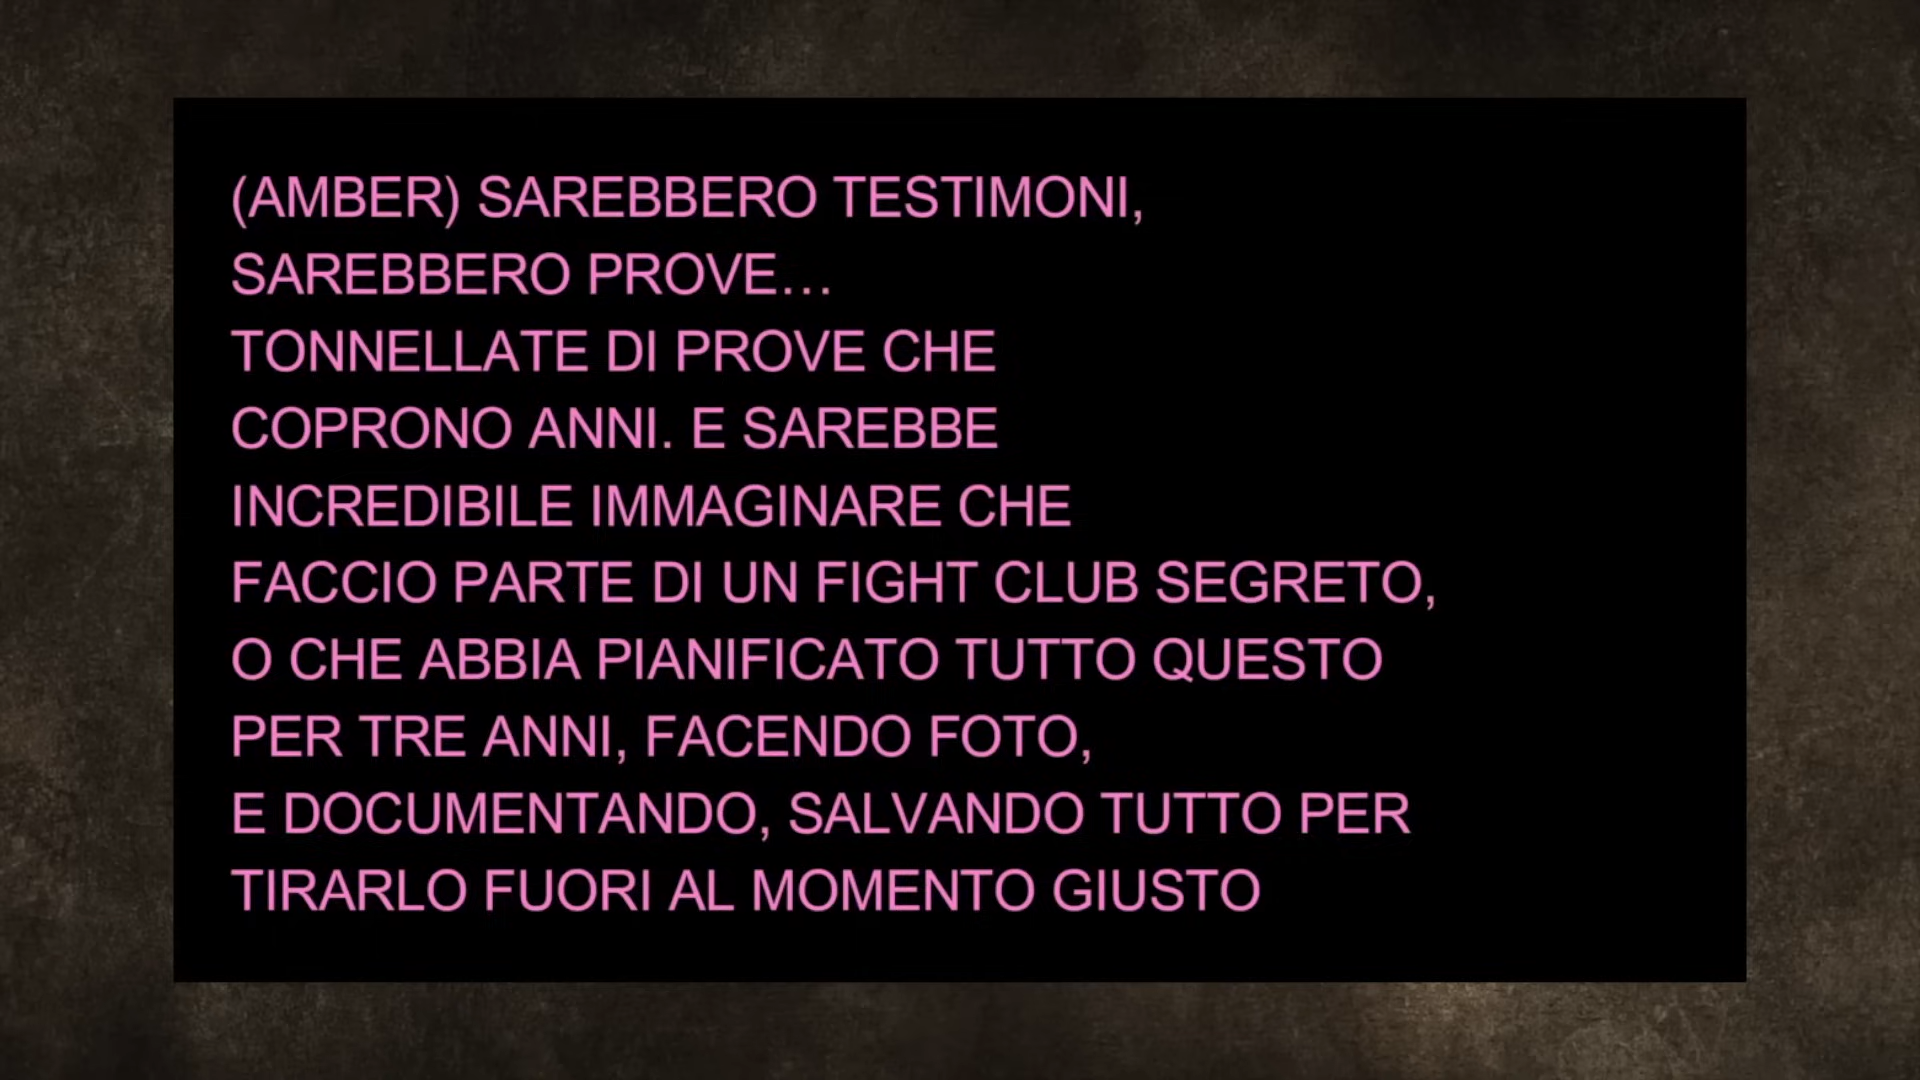 (AMBER) SAREBBERO TESTIMONI,
SAREBBERO PROVE...
TONNELLATE DI PROVE CHE
COPRONO ANNI. E SAREBBE
INCREDIBILE IMMAGINARE CHE
FACCIO PARTE DI UN FIGHT CLUB SEGRETO,
O CHE ABBIA PIANIFICATO TUTTO QUESTO
PER TRE ANNI, FACENDO FOTO,
E DOCUMENTANDO, SALVANDO TUTTO PER
TIRARLO FUORI AL MOMENTO GIUSTO